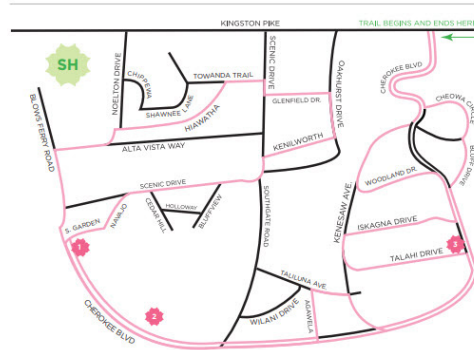 KINGSTON PIKE
TRAIL BEGINS AND ENDS HERE
SH
BLOWS FERRY ROAD
NOELTON DRIVE
CHIPPEWA
TOWANDA TRAIL
SHAWNEE LANE
HIAWATHA
SCENIC DRIVE
GLENFIELD DR.
OAKHURST DRIVE
CHEROKEE BLVD
CHEOWA CIRCLE
BLUFF DRIVE
ALTA VISTA WAY
KENILWORTH
WOODLAND DR.
SCENIC DRIVE
S. GARDEN
NAVAJO
CEDAR HILL
HOLLOWAY
BLUFFVIEW
SOUTHGATE ROAD
KENESAW AVE.
ISKAGNA DRIVE
TALAHI DRIVE
1
2
3
TALILUNA AVE
WILANI DRIVE
AGAWELA
CHEROKEE BLVD